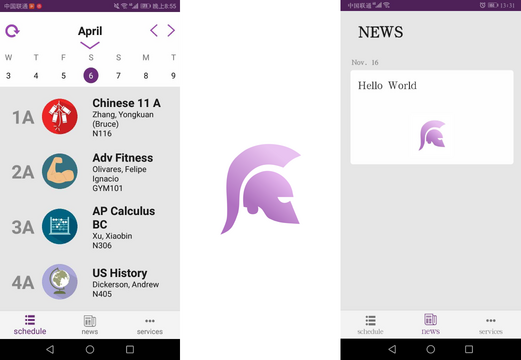 中国联通
晚上8:55
April
W T F S S M T
3 4 5 6 7 8 9
1A
Chinese 11 A
Zhang, Yongkuan
(Bruce)
N116
2A
Adv Fitness
Olivares, Felipe
Ignacio
GYM101
3A
AP Calculus
BC
Xu, Xiaobin
N306
4A
US History
Dickerson, Andrew
N405
schedule
news
services
中国联通
NEWS
Nov. 16
Hello World
schedule
news
services